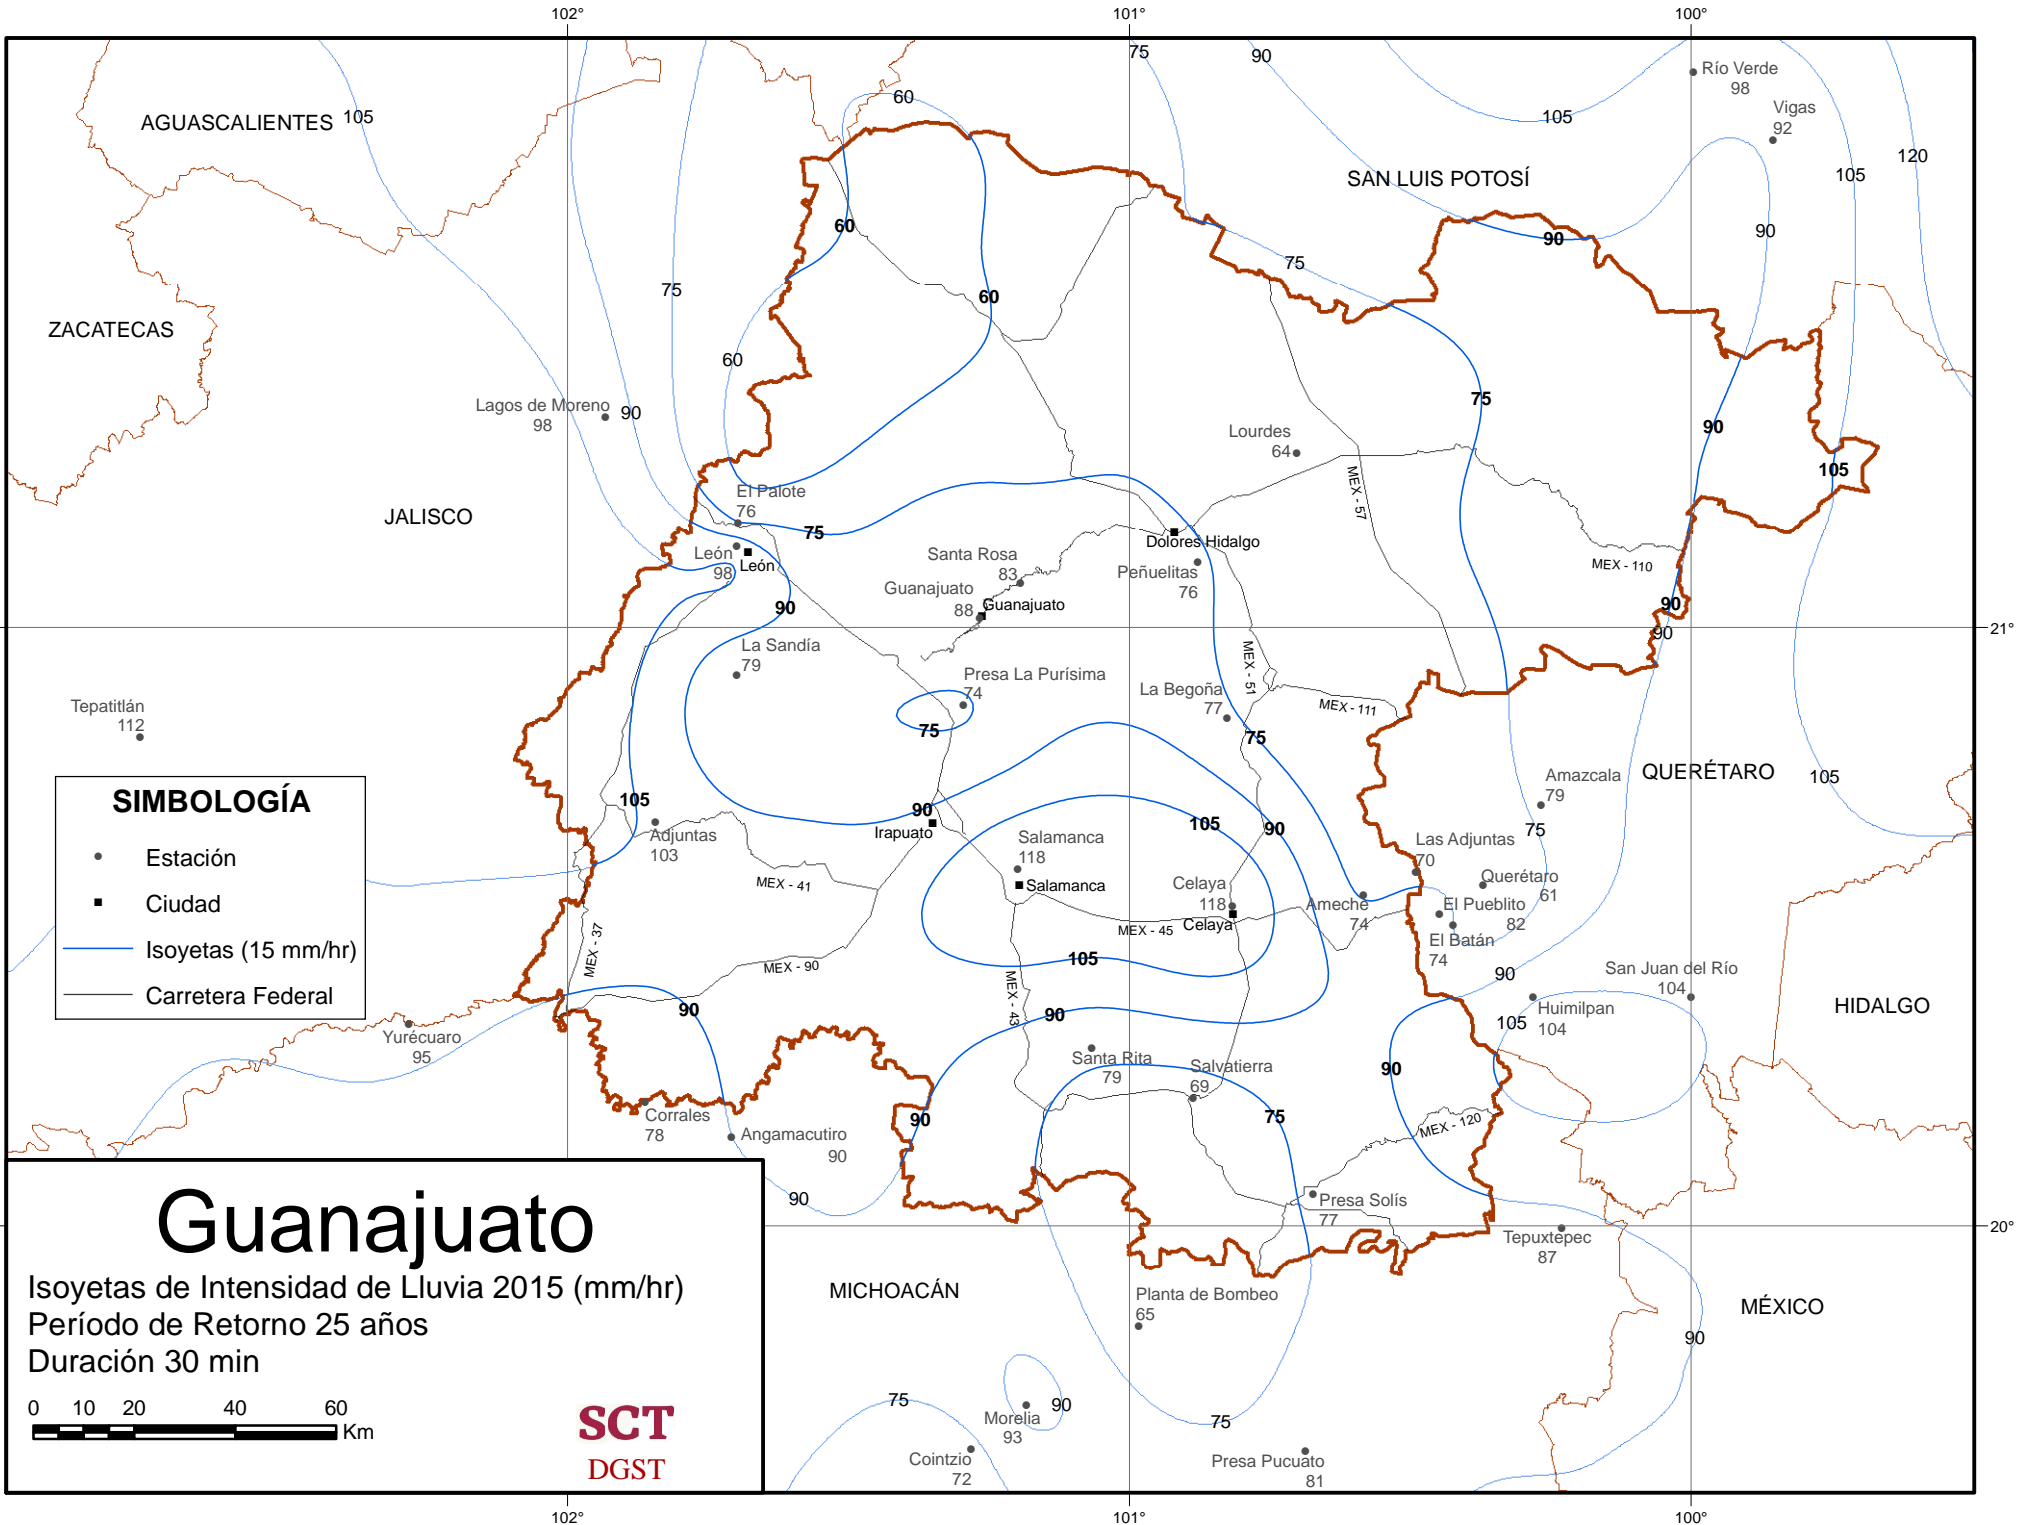 102°
101°
100°
75
90
Río Verde
98
60
105
105
Vigas
92
AGUASCALIENTES
120
SAN LUIS POTOSÍ
105
60
90
90
75
75
60
ZACATECAS
60
75
Lagos de Moreno
98
90
90
Lourdes
64
105
MEX - 57
El Palote
76
JALISCO
75
Dolores Hidalgo
León
98
León
Santa Rosa
83
Peñuelitas
76
MEX - 110
Guanajuato
88
Guanajuato
90
90
90
21°
La Sandía
79
MEX - 51
Presa La Purísima
74
La Begoña
77
Tepatitlán
112
MEX - 111
75
75
QUERÉTARO
105
Amazcala
79
SIMBOLOGÍA
Estación
Ciudad
Isoyetas (15 mm/hr)
Carretera Federal
105
90
105
90
75
Irapuato
Adjuntas
103
Salamanca
118
Las Adjuntas
70
MEX - 41
Salamanca
Celaya
118
Querétaro
61
Ameche
74
El Pueblito
82
MEX - 37
MEX - 45
Celaya
El Batán
74
105
MEX - 90
90
San Juan del Río
104
MEX - 43
90
90
105
Huimilpan
104
HIDALGO
Yurécuaro
95
Santa Rita
79
Salvatierra
69
90
Corrales
78
90
75
MEX - 120
Angamacutiro
90
90
Presa Solís
77
20°
Tepuxtepec
87
Guanajuato
Isoyetas de Intensidad de Lluvia 2015 (mm/hr)
Período de Retorno 25 años
Duración 30 min
MICHOACÁN
Planta de Bombeo
65
MÉXICO
90
0 10 20 40 60
Km
SCT
DGST
75
90
Morelia
93
75
Cointzio
72
Presa Pucuato
81
102°
101°
100°